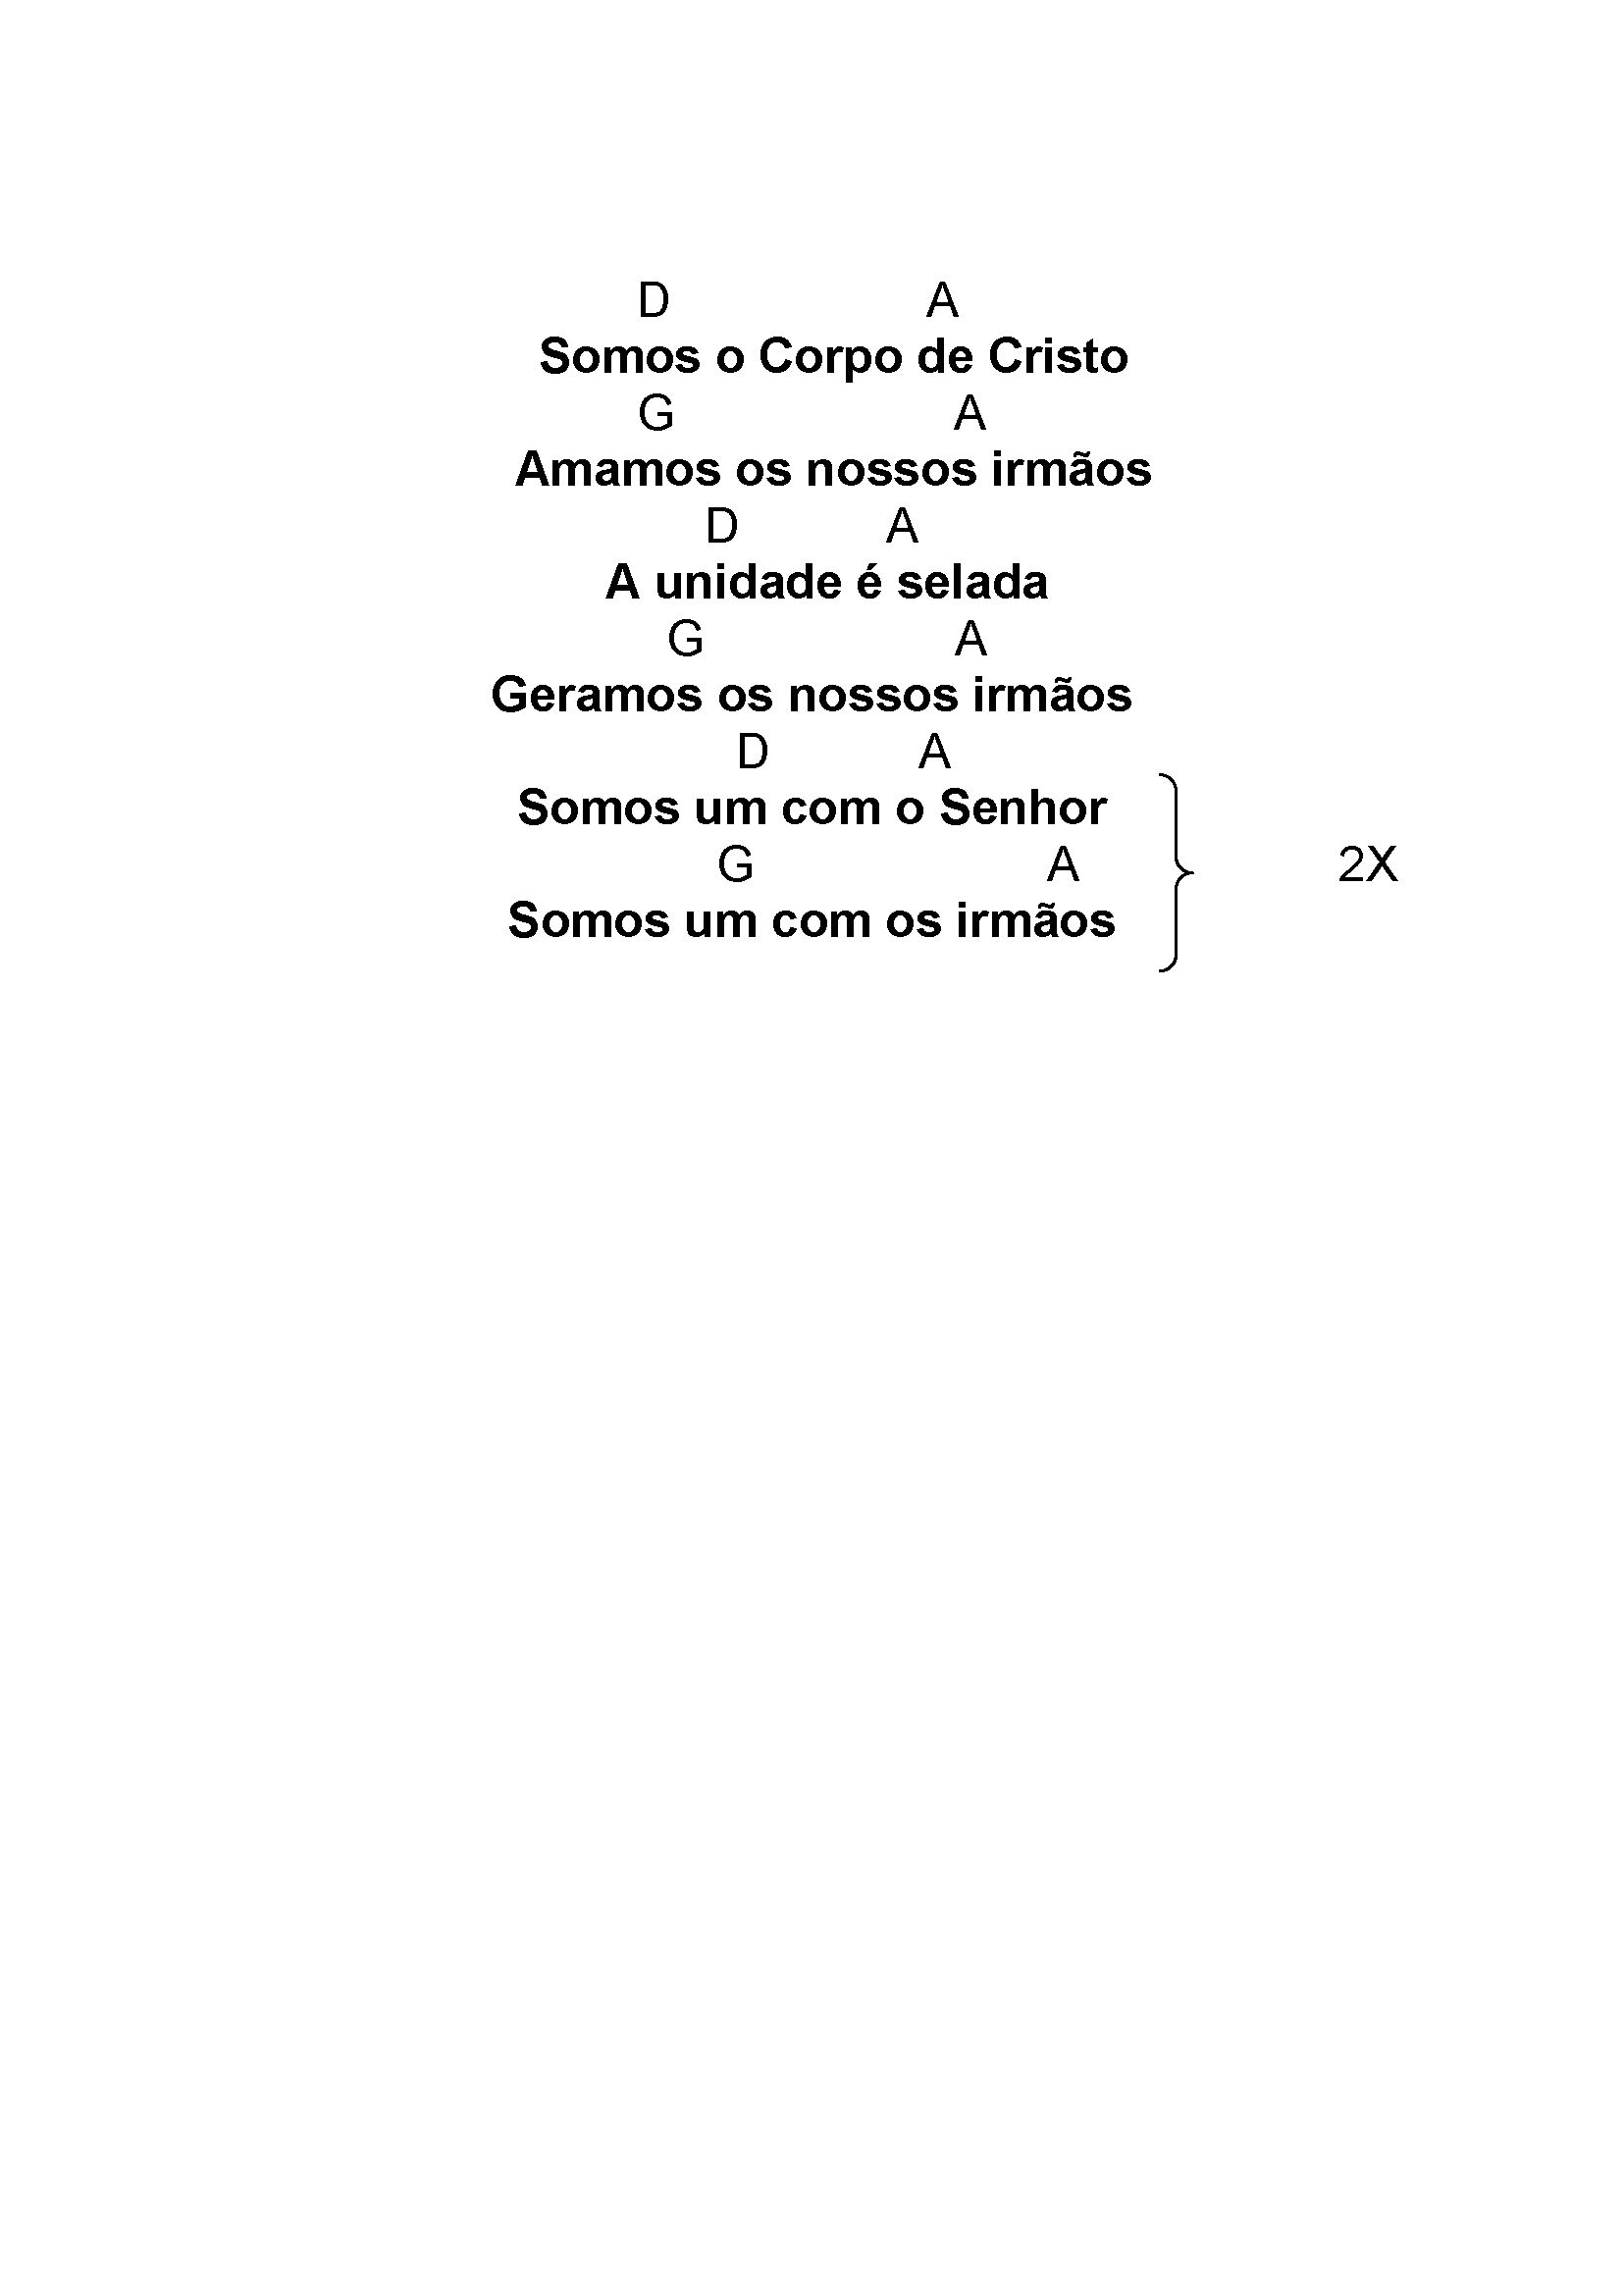 D A
Somos o Corpo de Cristo
G A
Amamos os nossos irmãos
D A
A unidade é selada
G A
Geramos os nossos irmãos
D A
Somos um com o Senhor
G A 2X
Somos um com os irmãos